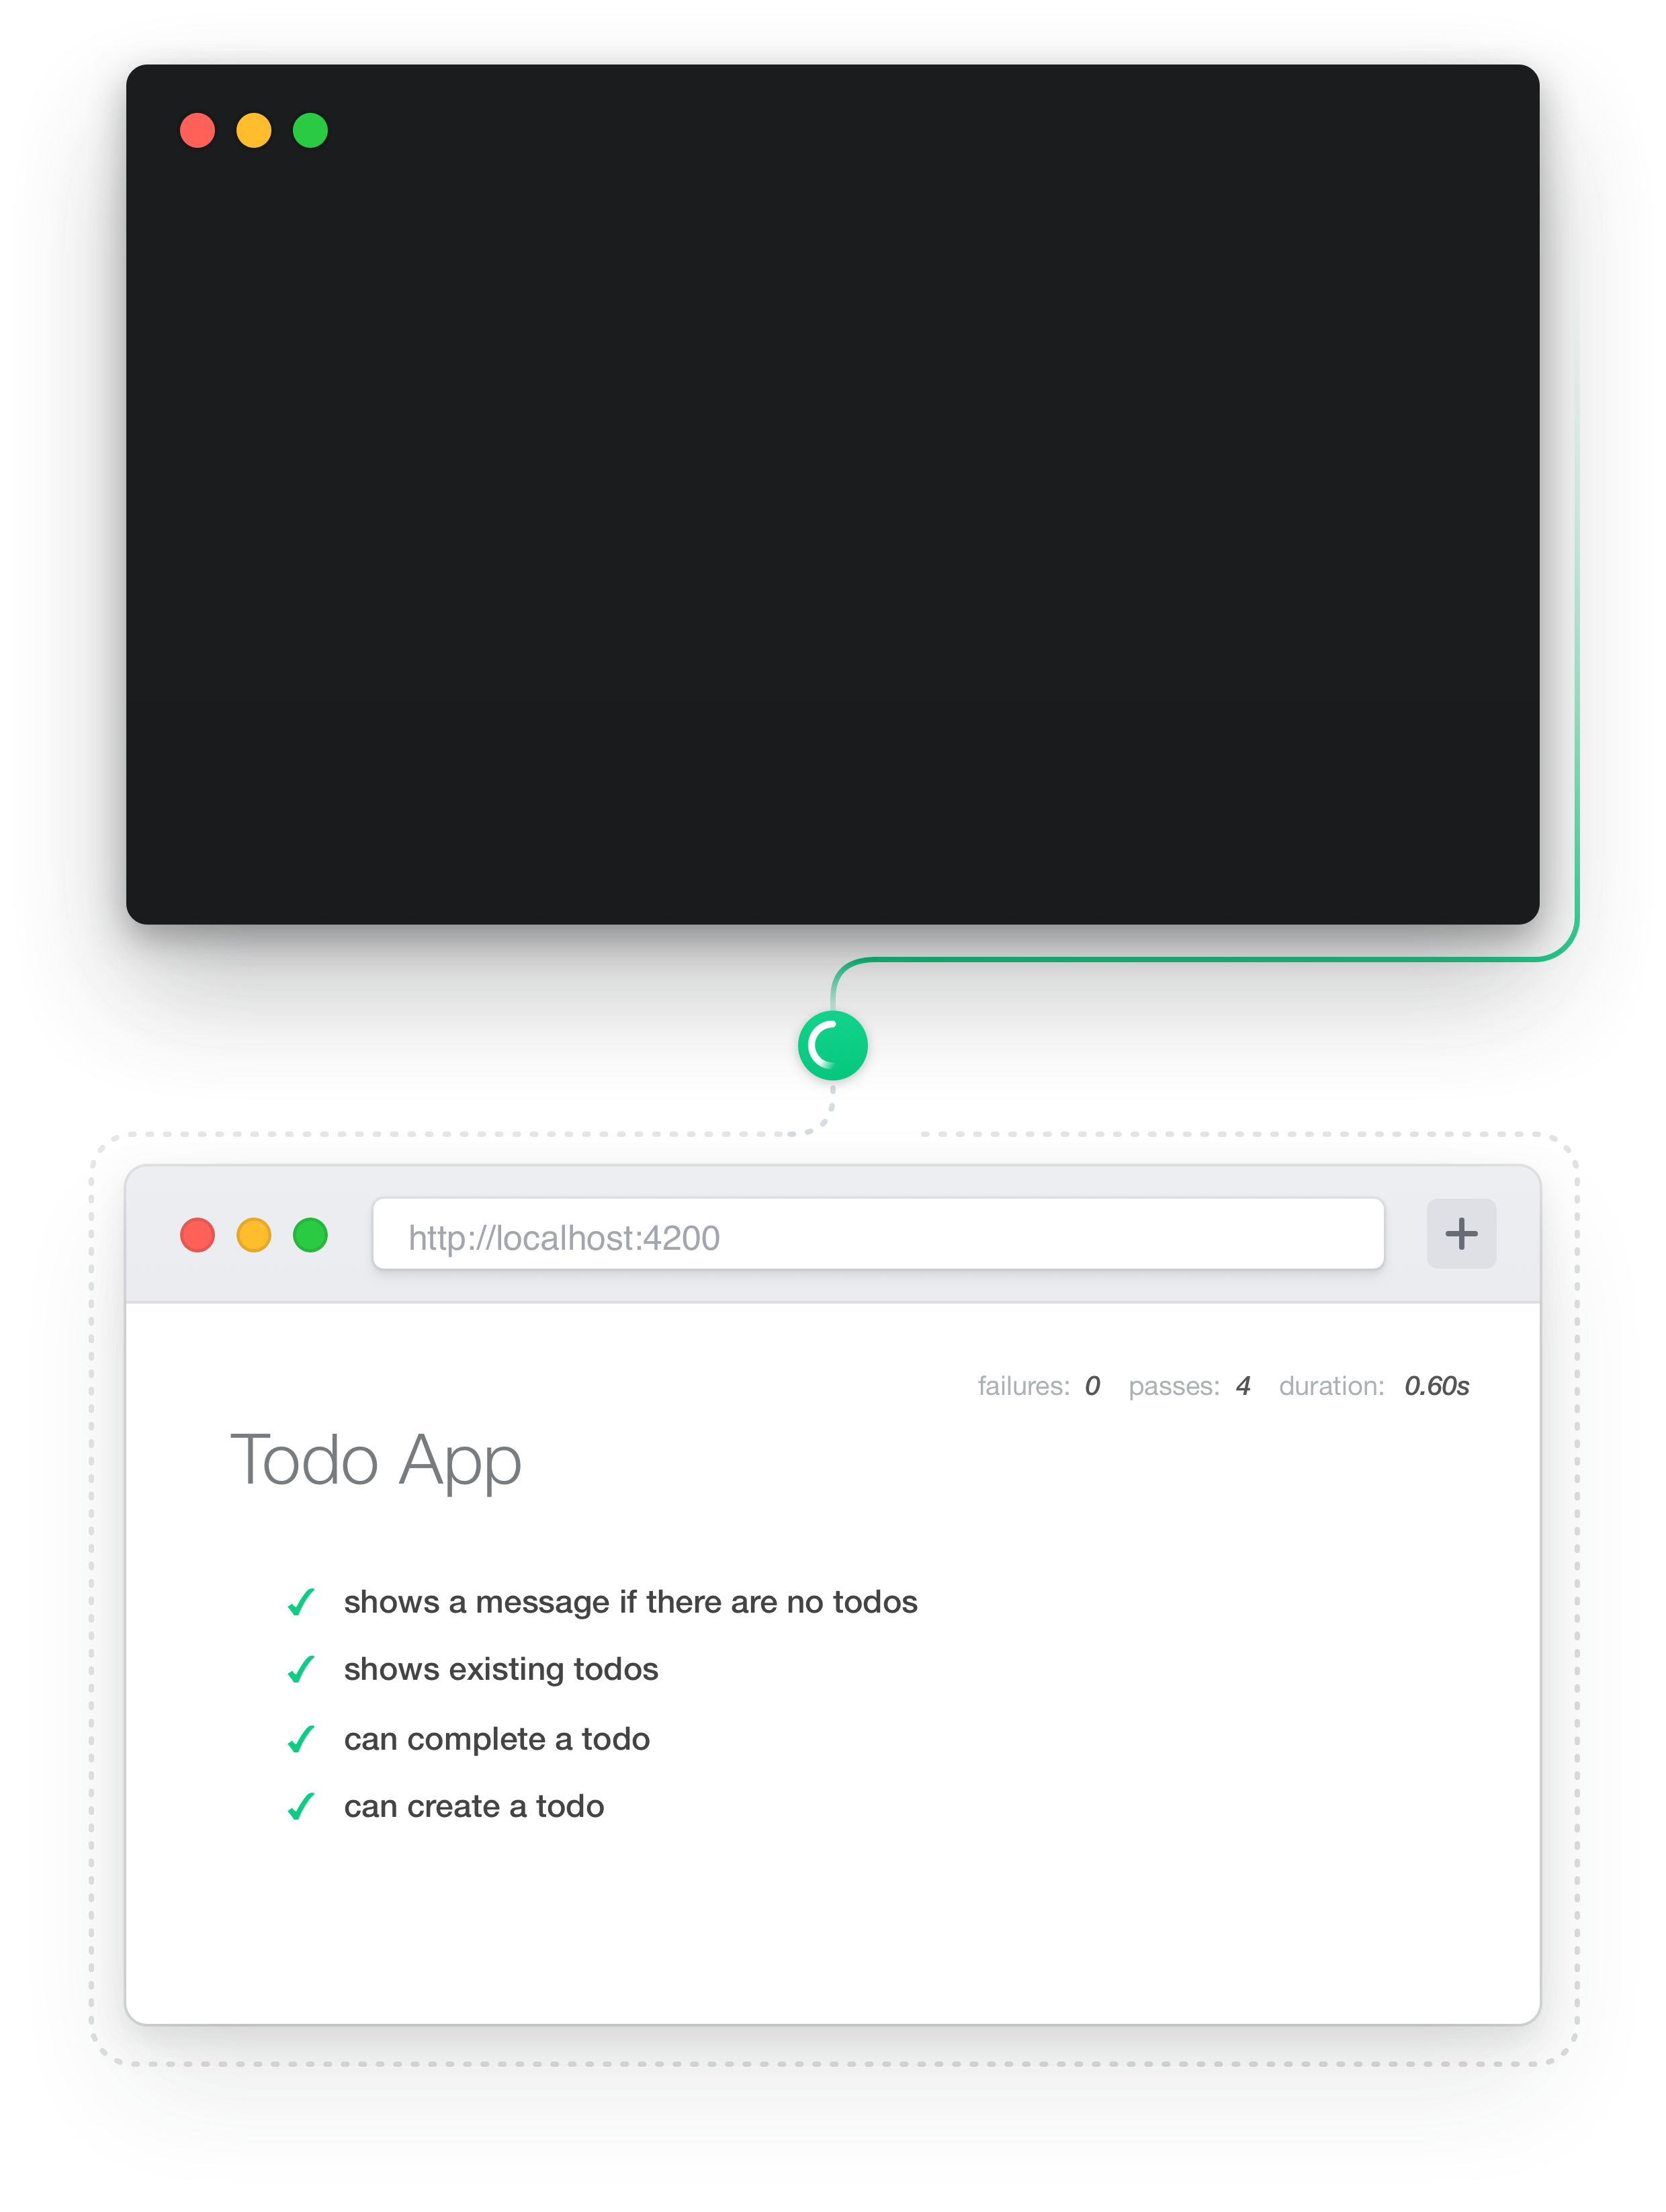 http://localhost:4200
failures: 0 passes: 4 duration: 0.60s
Todo App
✓ shows a message if there are no todos
✓ shows existing todos
✓ can complete a todo
✓ can create a todo